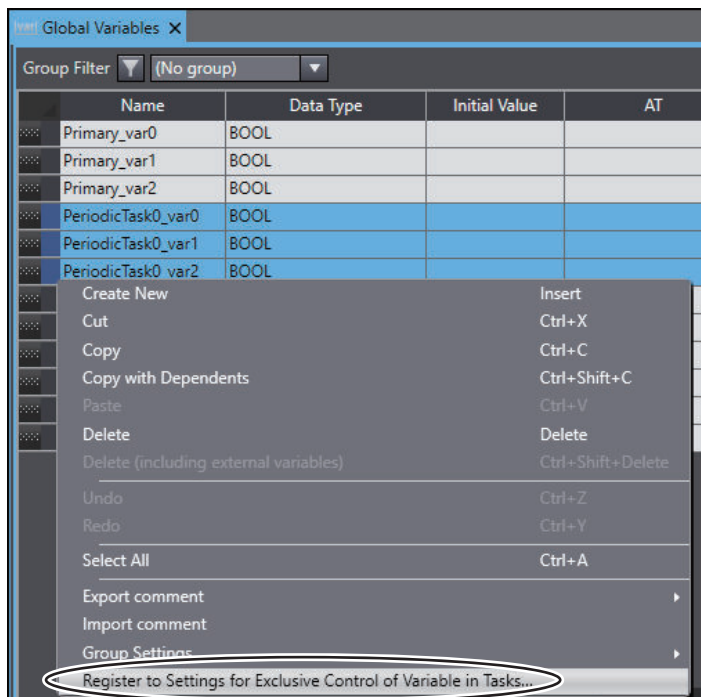 var Global Variables X
Group Filter (No group)
Name Data Type Initial Value AT
Primary_var0 BOOL
Primary_var1 BOOL
Primary_var2 BOOL
PeriodicTask0_var0 BOOL
PeriodicTask0_var1 BOOL
PeriodicTask0_var2 BOOL
Create New Insert
Cut Ctrl+X
Copy Ctrl+C
Copy with Dependents Ctrl+Shift+C
Paste Ctrl+V
Delete Delete
Delete (including external variables) Ctrl+Shift+Delete
Undo Ctrl+Z
Redo Ctrl+Y
Select All Ctrl+A
Export comment
Import comment
Group Settings
Register to Settings for Exclusive Control of Variable in Tasks...